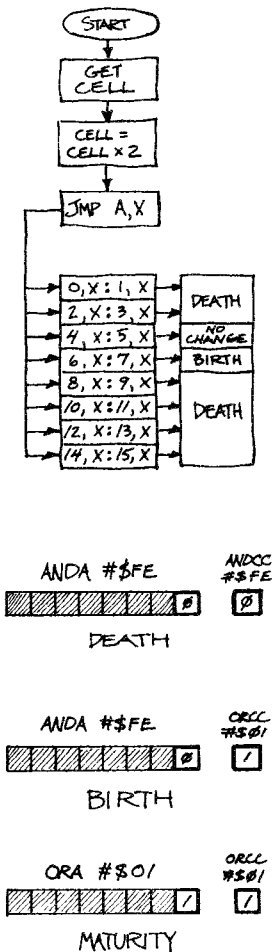 START
GET
CELL
CELL =
CELL × 2
JMP A,X
0,X:1,X
2,X:3,X
DEATH
4,X:5,X
NO
CHANGE
6,X:7,X
BIRTH
8,X:9,X
10,X:11,X
12,X:13,X
14,X:15,X
DEATH
ANDA #$FE
ANDCC
#$FE
0
0
DEATH
ANDA #$FE
ORCC
#$01
0
1
BIRTH
ORA #$01
ORCC
#$01
1
1
MATURITY